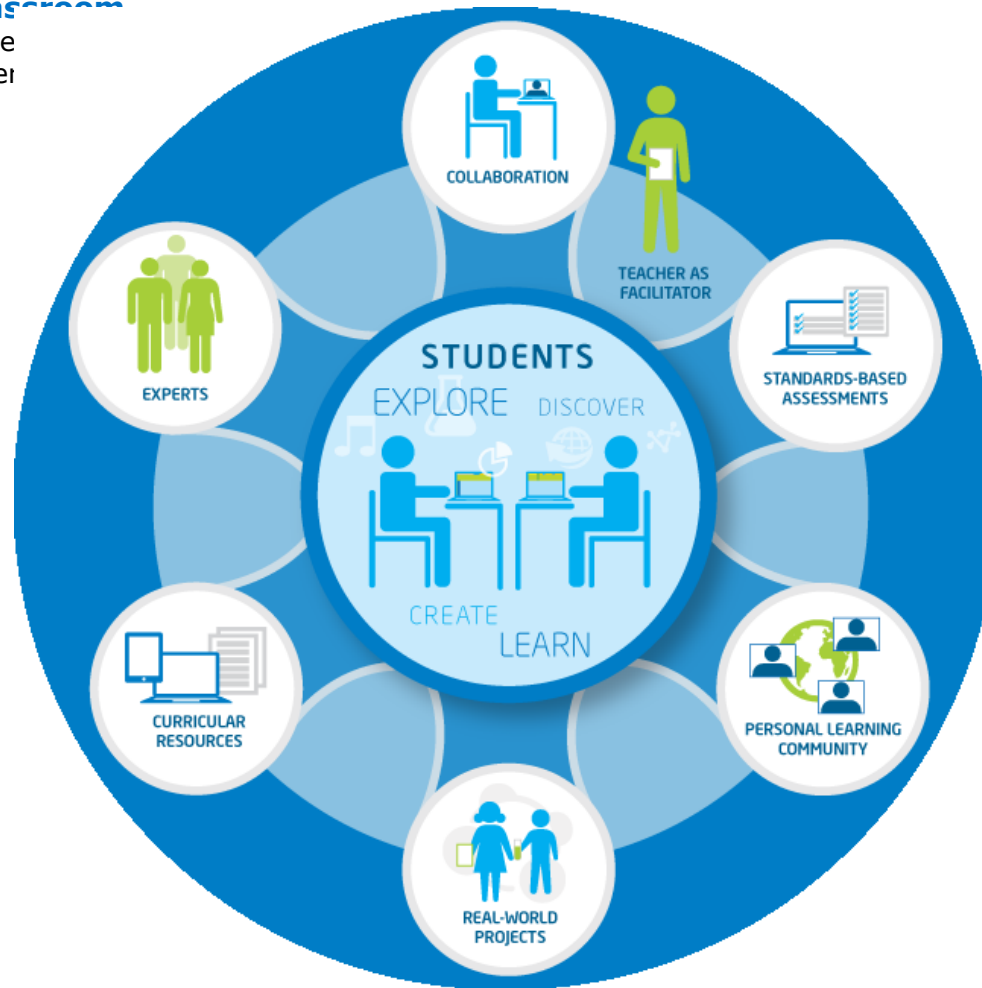 COLLABORATION
TEACHER AS
FACILITATOR
EXPERTS
STANDARDS-BASED
ASSESSMENTS
STUDENTS
EXPLORE DISCOVER
CREATE
LEARN
CURRICULAR
RESOURCES
PERSONAL LEARNING
COMMUNITY
REAL-WORLD
PROJECTS